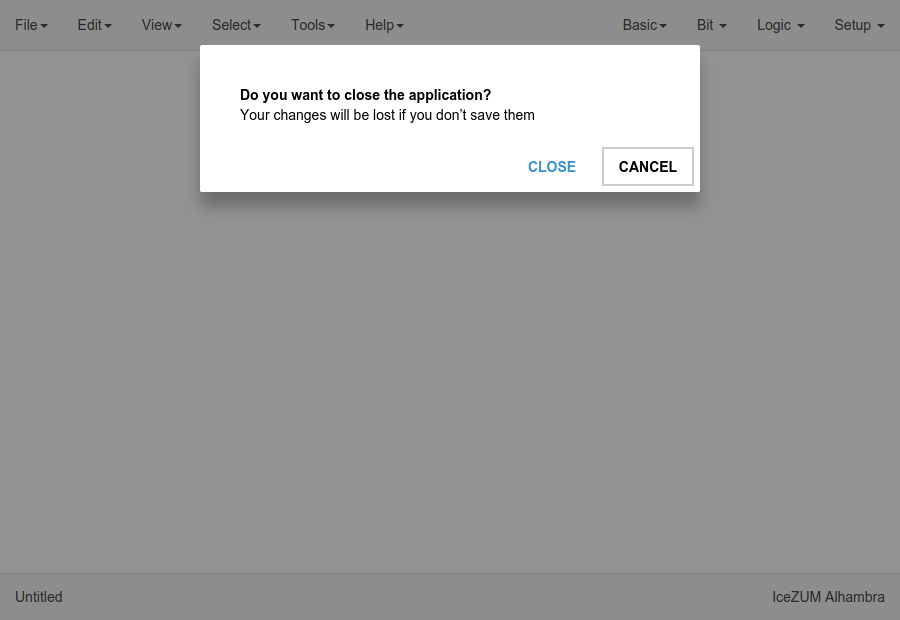 File Edit View Select Tools Help Basic Bit Logic Setup
Do you want to close the application?
Your changes will be lost if you don’t save them
CLOSE CANCEL
Untitled IceZUM Alhambra